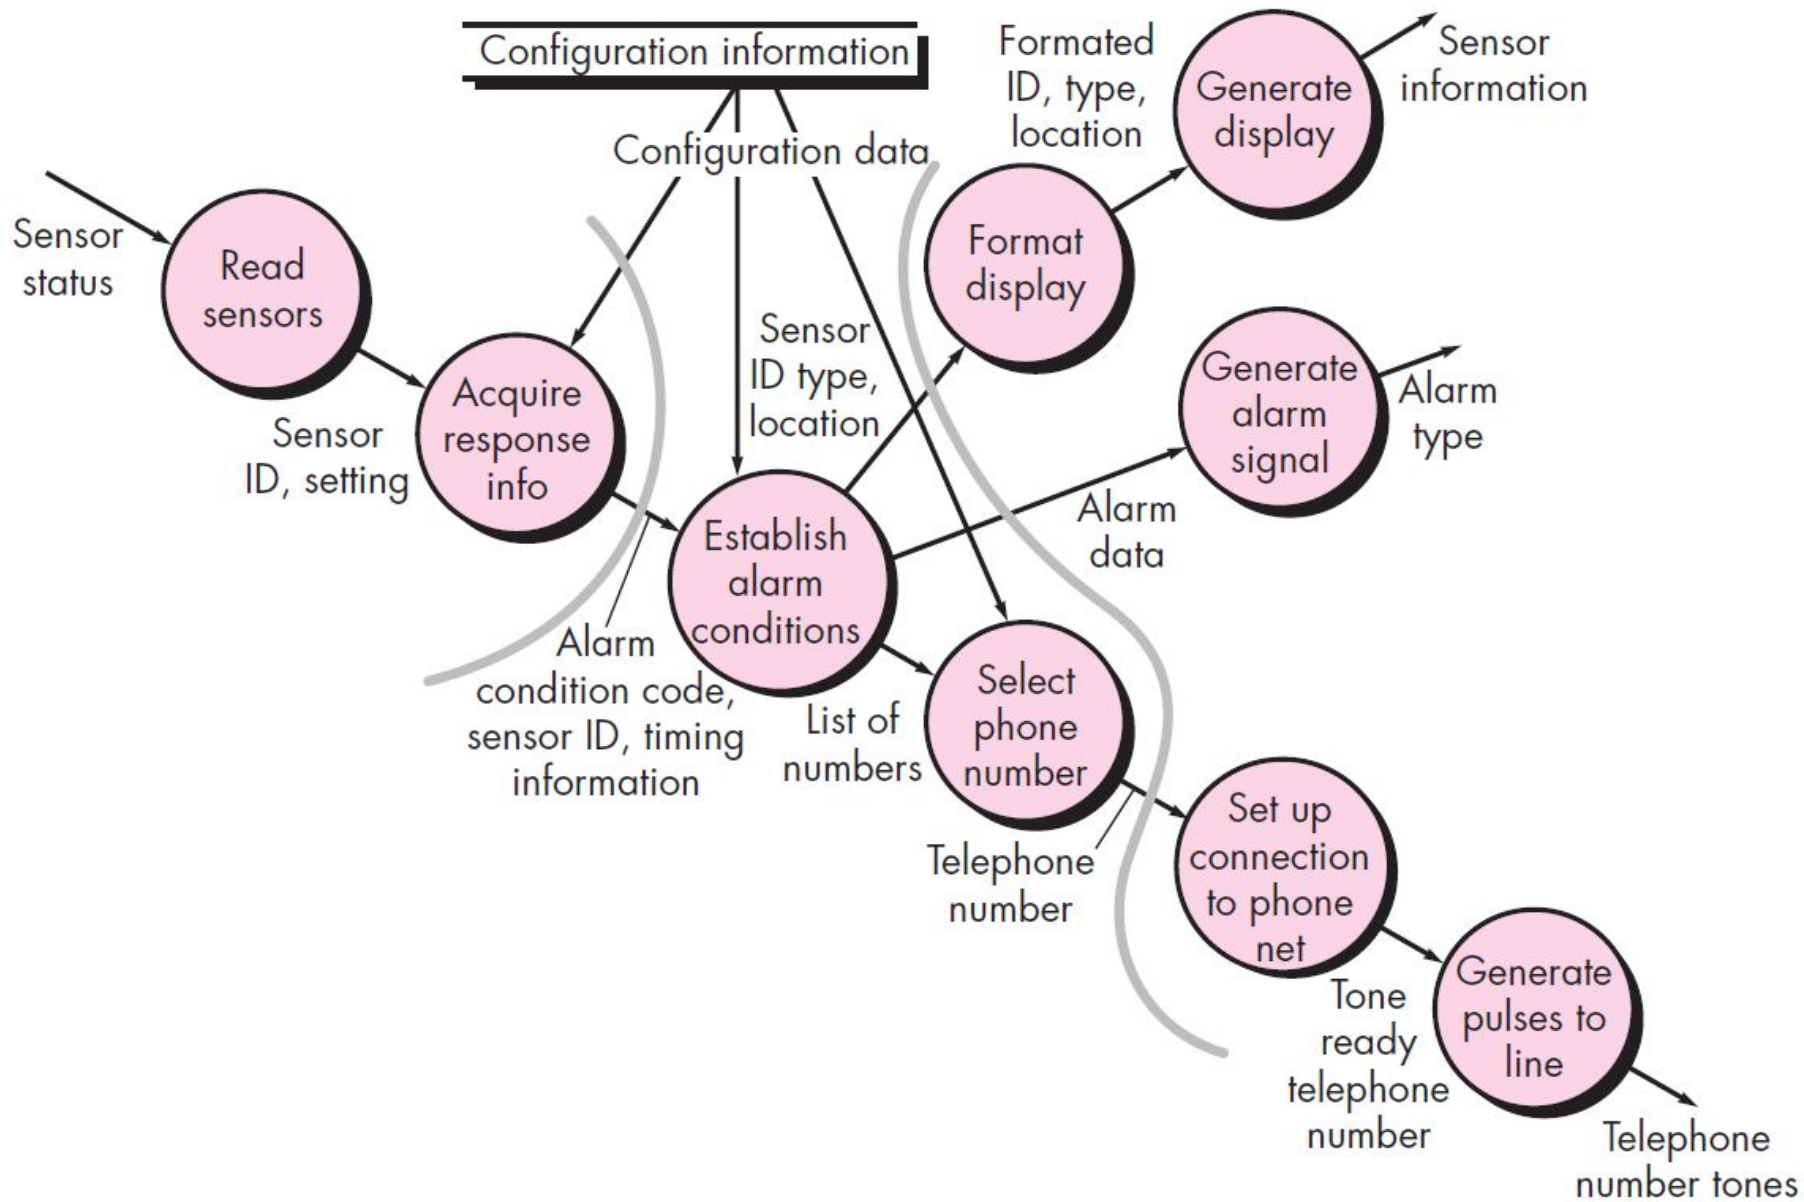 Configuration information
Formated
ID, type,
location
Generate
display
Sensor
information
Configuration data
Sensor
status
Read
sensors
Format
display
Sensor
ID type,
location
Generate
alarm
signal
Alarm
type
Acquire
response
info
Sensor
ID, setting
Alarm
data
Establish
alarm
conditions
Alarm
condition code,
sensor ID, timing
information
List of
numbers
Select
phone
number
Telephone
number
Set up
connection
to phone
net
Tone
ready
telephone
number
Generate
pulses to
line
Telephone
number tones